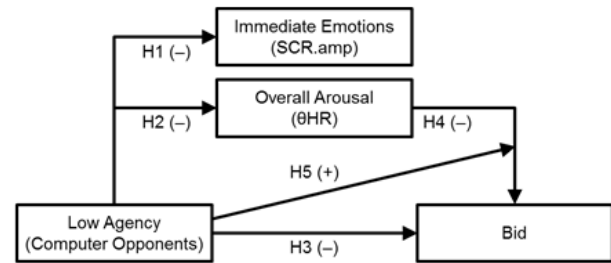 Immediate Emotions
(SCR.amp)
H1 (–)
Overall Arousal
(θHR)
H2 (–)
H4 (–)
H5 (+)
Low Agency
(Computer Opponents)
H3 (–)
Bid